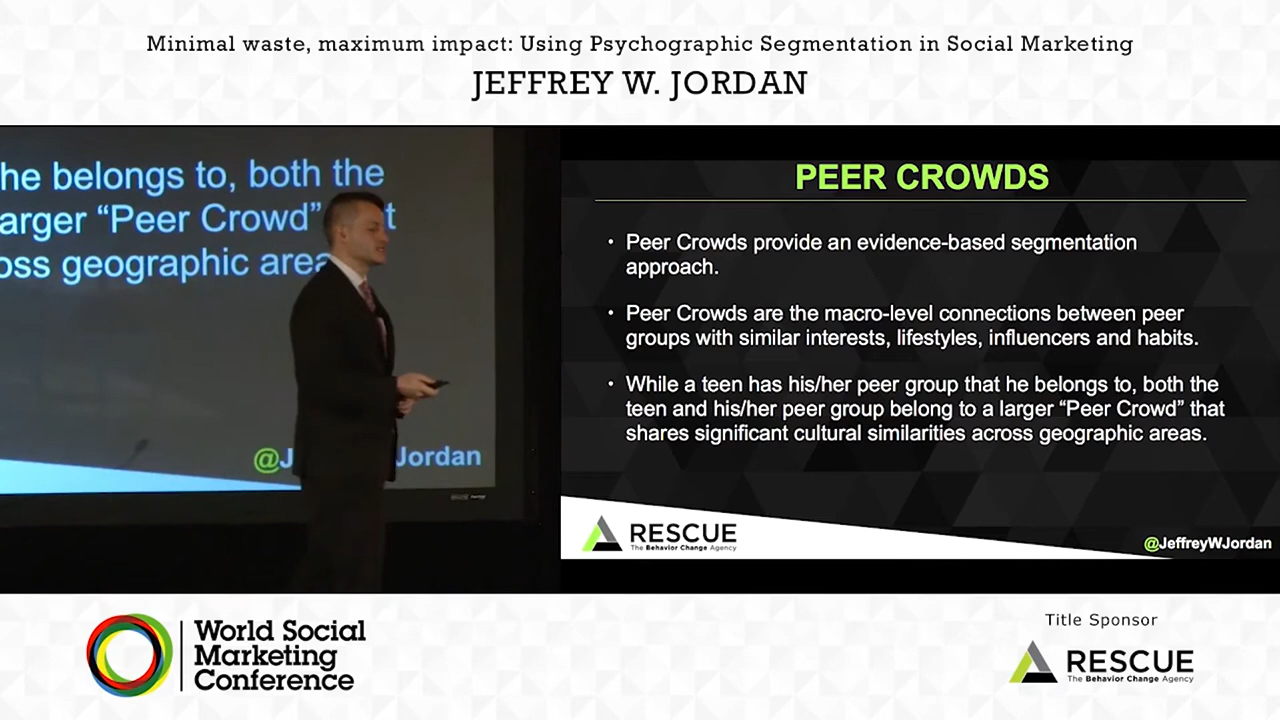 Minimal waste, maximum impact: Using Psychographic Segmentation in Social Marketing
JEFFREY W. JORDAN
he belongs to, both the
arger “Peer Crowd”
oss geographic area
@J Jordan
PEER CROWDS
• Peer Crowds provide an evidence-based segmentation
approach.
• Peer Crowds are the macro-level connections between peer
groups with similar interests, lifestyles, influencers and habits.
• While a teen has his/her peer group that he belongs to, both the
teen and his/her peer group belong to a larger “Peer Crowd” that
shares significant cultural similarities across geographic areas.
RESCUE
The Behavior Change Agency
@JeffreyWJordan
World Social
Marketing
Conference
Title Sponsor
RESCUE
The Behavior Change Agency